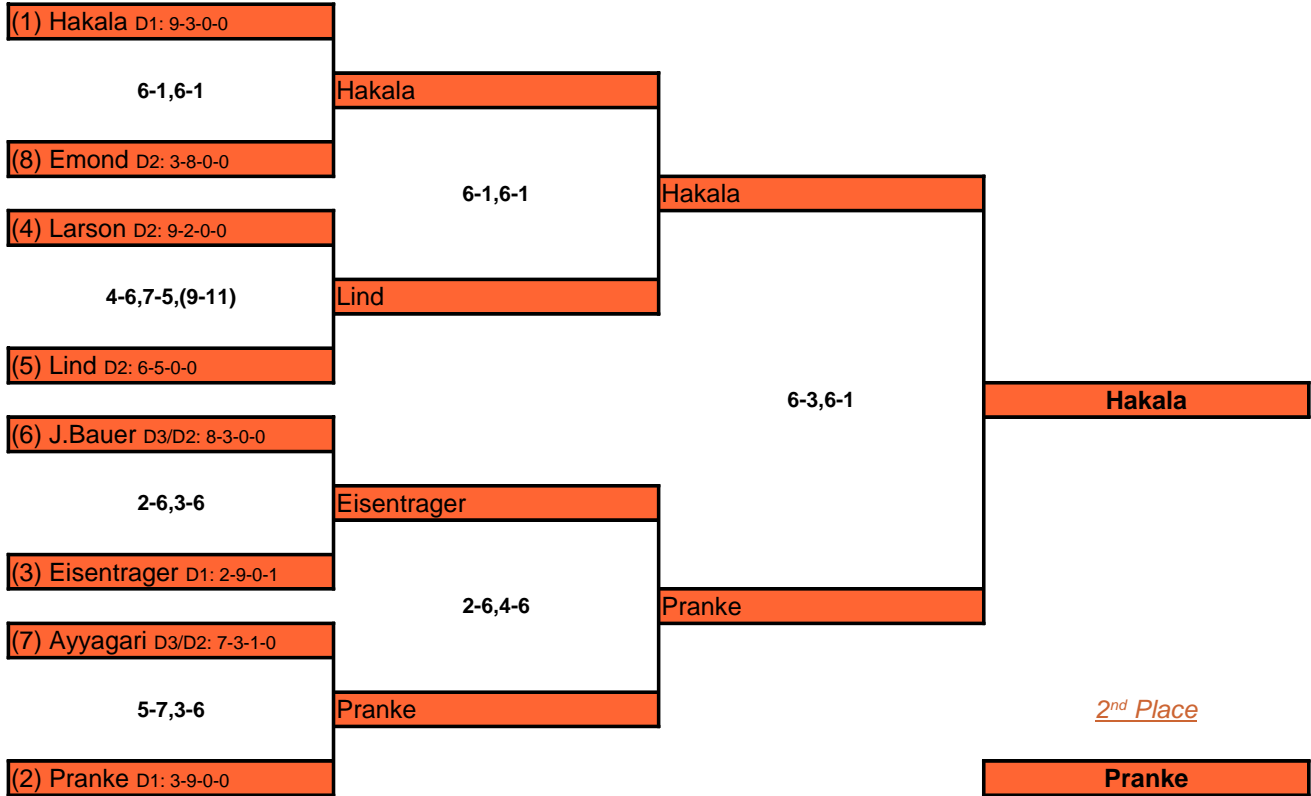 (1) Hakala D1: 9-3-0-0
6-1,6-1
Hakala
(8) Emond D2: 3-8-0-0
6-1,6-1
Hakala
(4) Larson D2: 9-2-0-0
4-6,7-5,(9-11)
Lind
(5) Lind D2: 6-5-0-0
6-3,6-1
Hakala
(6) J.Bauer D3/D2: 8-3-0-0
2-6,3-6
Eisentrager
(3) Eisentrager D1: 2-9-0-1
2-6,4-6
Pranke
(7) Ayyagari D3/D2: 7-3-1-0
5-7,3-6
Pranke
2nd Place
(2) Pranke D1: 3-9-0-0
Pranke